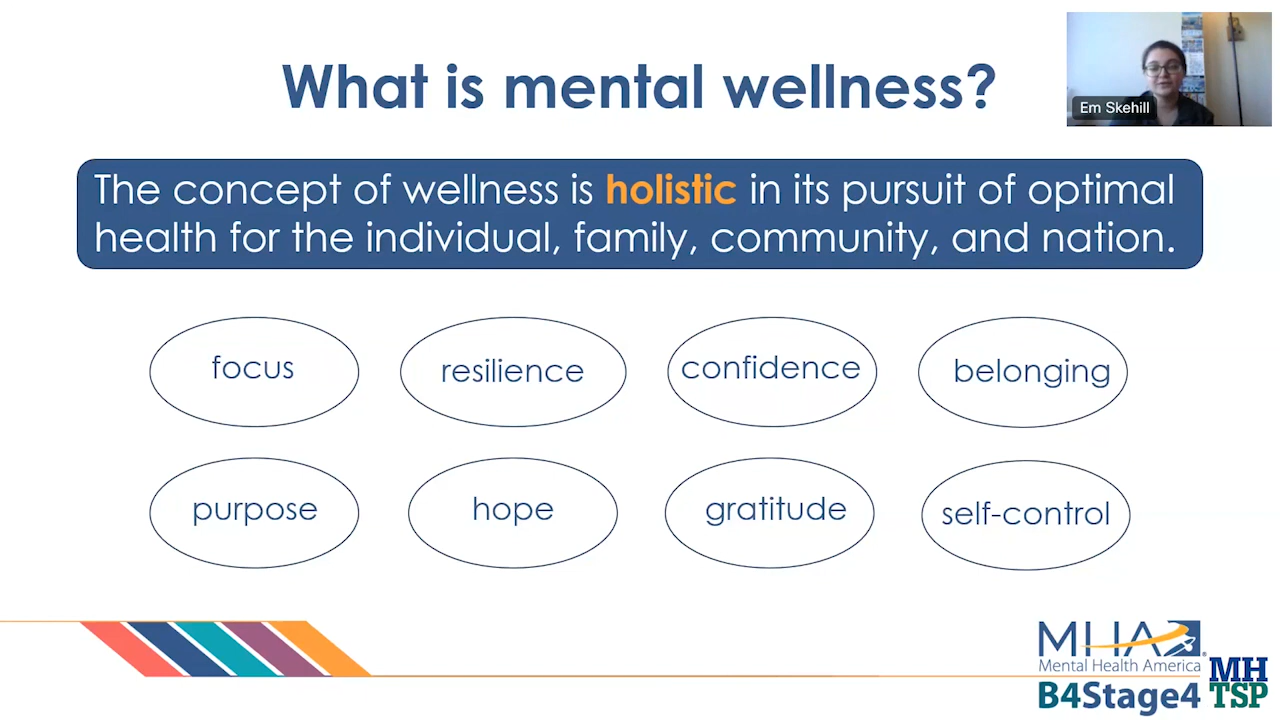 What is mental wellness?
Em Skehill
The concept of wellness is holistic in its pursuit of optimal
health for the individual, family, community, and nation.
focus
resilience
confidence
belonging
purpose
hope
gratitude
self-control
MHA®
Mental Health America
B4Stage4
MH
TSP